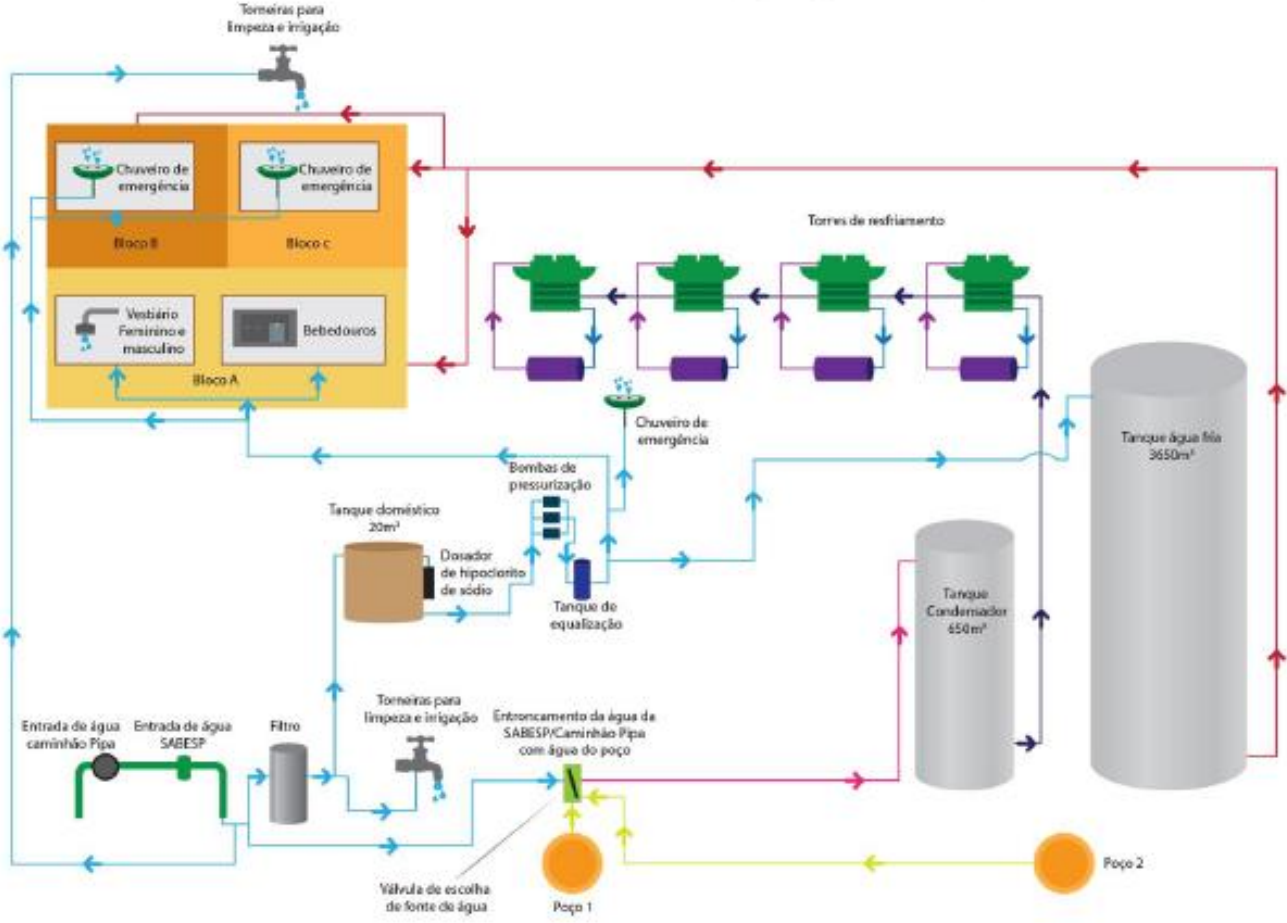 Torneiras para
limpeza e irrigação
Chuveiro de
emergência
Chuveiro de
emergência
Bloco B
Bloco c
Torres de resfriamento
Vestiário
Feminino e
masculino
Bebedouros
Bloco A
Chuveiro de
emergência
Tanque água fria
3650m³
Bombas de
pressurização
Tanque doméstico
20m³
Dosador
de hipoclorito
de sódio
Tanque de
equalização
Tanque
Condensador
650m³
Entrada de água
caminhão Pipa
Entrada de água
SABESP
Filtro
Torneiras para
limpeza e irrigação
Entroncamento da água da
SABESP/Caminhão Pipa
com água do poço
Válvula de escolha
de fonte de água
Poço 1
Poço 2